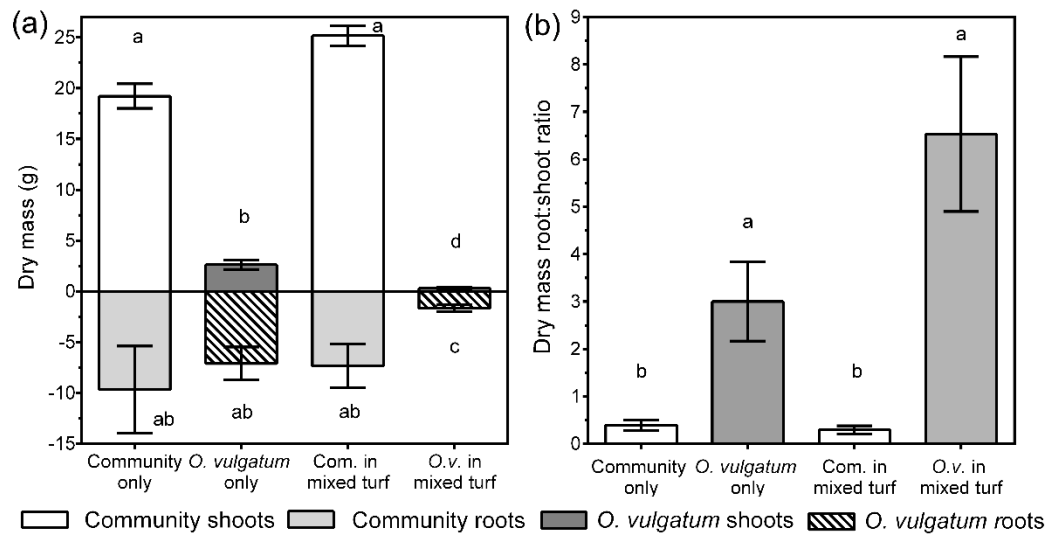 (a)
Dry mass (g)
25
20
15
10
5
0
-5
-10
-15
a
b
a
d
ab
ab
ab
c
Community only
O. vulgatum only
Com. in mixed turf
O.v. in mixed turf
(b)
Dry mass root:shoot ratio
9
8
7
6
5
4
3
2
1
0
b
a
b
a
Community only
O. vulgatum only
Com. in mixed turf
O.v. in mixed turf
Community shoots
Community roots
O. vulgatum shoots
O. vulgatum roots